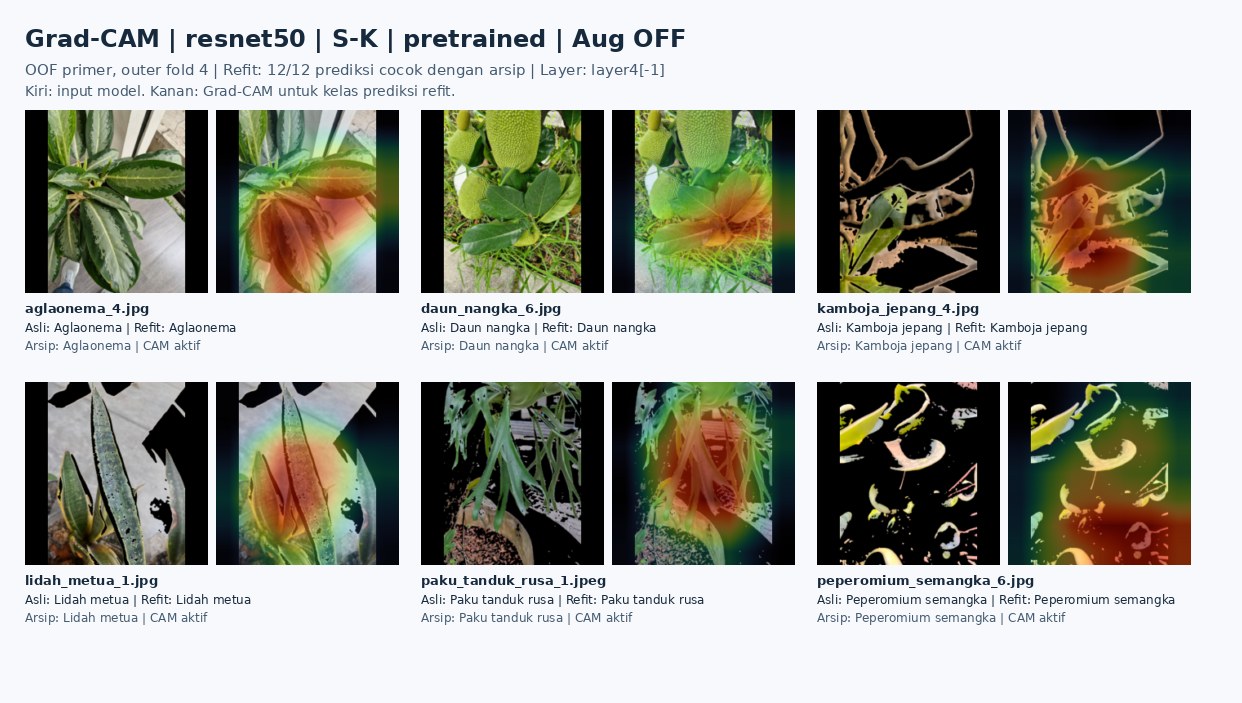 Grad-CAM | resnet50 | S-K | pretrained | Aug OFF
OOF primer, outer fold 4 | Refit: 12/12 prediksi cocok dengan arsip | Layer: layer4[-1]
Kiri: input model. Kanan: Grad-CAM untuk kelas prediksi refit.
aglaonema_4.jpg
Asli: Aglaonema | Refit: Aglaonema
Arsip: Aglaonema | CAM aktif
daun_nangka_6.jpg
Asli: Daun nangka | Refit: Daun nangka
Arsip: Daun nangka | CAM aktif
kamboja_jepang_4.jpg
Asli: Kamboja jepang | Refit: Kamboja jepang
Arsip: Kamboja jepang | CAM aktif
lidah_metua_1.jpg
Asli: Lidah metua | Refit: Lidah metua
Arsip: Lidah metua | CAM aktif
paku_tanduk_rusa_1.jpeg
Asli: Paku tanduk rusa | Refit: Paku tanduk rusa
Arsip: Paku tanduk rusa | CAM aktif
peperomium_semangka_6.jpg
Asli: Peperomium semangka | Refit: Peperomium semangka
Arsip: Peperomium semangka | CAM aktif